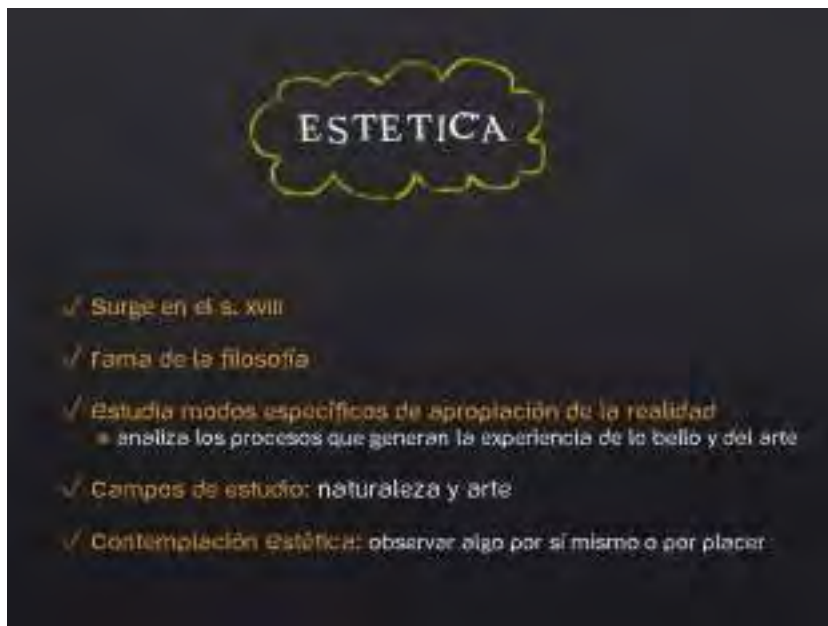 ESTETICA
✓ Surge en el s. XVIII
✓ rama de la filosofía
✓ estudia modos específicos de apropiación de la realidad
analiza los procesos que generan la experiencia de lo bello y del arte
✓ Campos de estudio: naturaleza y arte
✓ Contemplación estética: observar algo por sí mismo o por placer